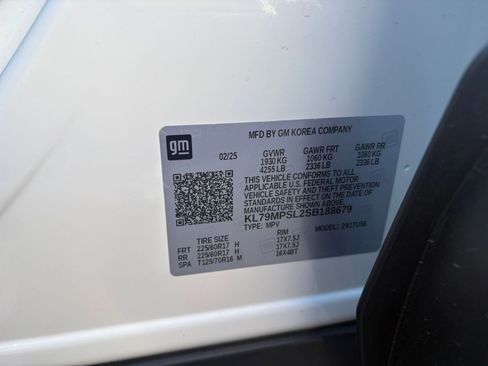 MFD BY GM KOREA COMPANY
gm
02/25 GVWR GAWR FRT GAWR RR
1930 KG 1060 KG 1060 KG
4255 LB 2336 LB 2336 LB
THIS VEHICLE CONFORMS TO ALL
APPLICABLE U.S. FEDERAL MOTOR
VEHICLE SAFETY AND THEFT
PREVENTION STANDARDS IN
EFFECT ON THE DATE OF
MANUFACTURE SHOWN ABOVE.
KL79MPSL2SB188679
TYPE: MPV MODEL: 2917US6
TIRE SIZE RIM
FRT 225/60R17 H 17X7.5J
RR 225/60R17 H 17X7.5J
SPA T125/70R16 M 16X4BT